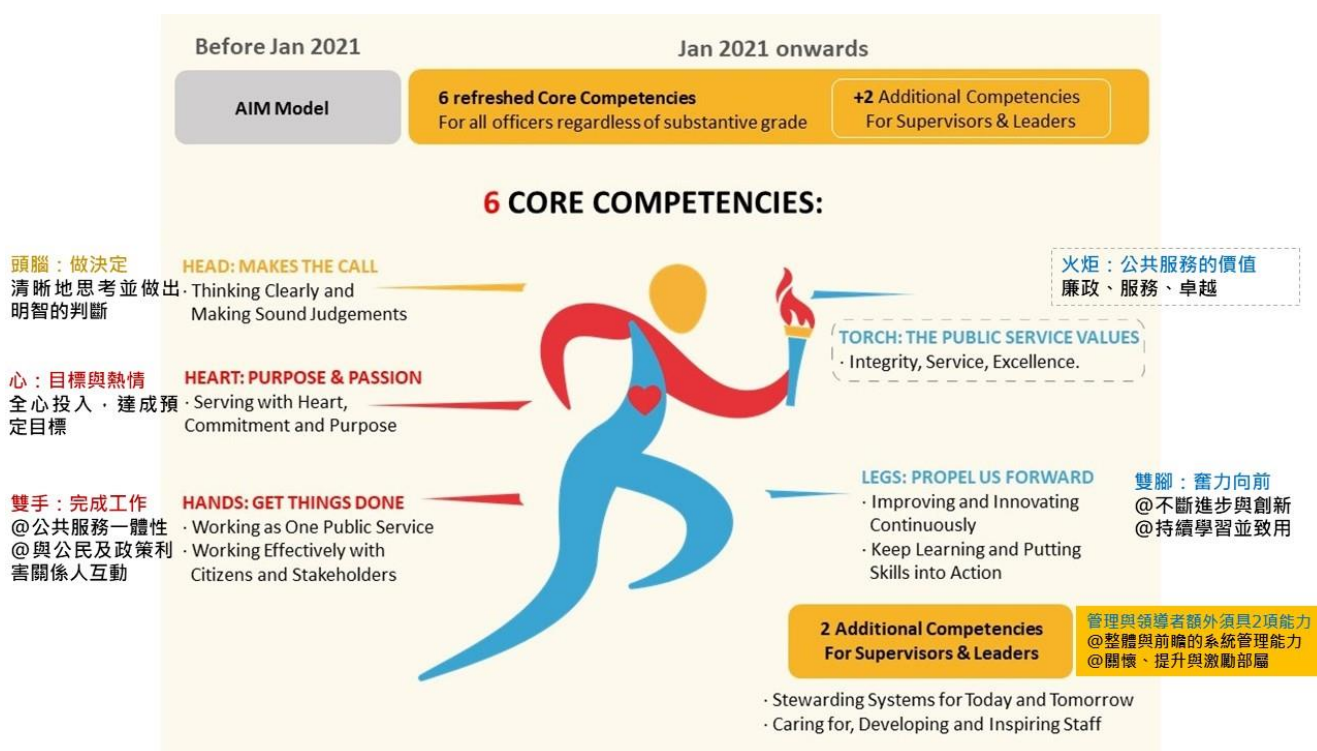 Before Jan 2021
Jan 2021 onwards
AIM Model
6 refreshed Core Competencies
For all officers regardless of substantive grade
+2 Additional Competencies
For Supervisors & Leaders
6 CORE COMPETENCIES:
頭腦：做決定
清晰地思考並做出
明智的判斷
HEAD: MAKES THE CALL
· Thinking Clearly and
Making Sound Judgements
火炬：公共服務的價值
廉政、服務、卓越
TORCH: THE PUBLIC SERVICE VALUES
· Integrity, Service, Excellence.
心：目標與熱情
全心投入，達成預
定目標
HEART: PURPOSE & PASSION
· Serving with Heart,
Commitment and Purpose
雙手：完成工作
@公共服務一體性
@與公民及政策利
害關係人互動
HANDS: GET THINGS DONE
· Working as One Public Service
· Working Effectively with
Citizens and Stakeholders
LEGS: PROPEL US FORWARD
· Improving and Innovating
Continuously
· Keep Learning and Putting
Skills into Action
雙腳：奮力向前
@不斷進步與創新
@持續學習並致用
2 Additional Competencies
For Supervisors & Leaders
管理與領導者額外須具2項能力
@整體與前瞻的系統管理能力
@關懷、提升與激勵部屬
· Stewarding Systems for Today and Tomorrow
· Caring for, Developing and Inspiring Staff